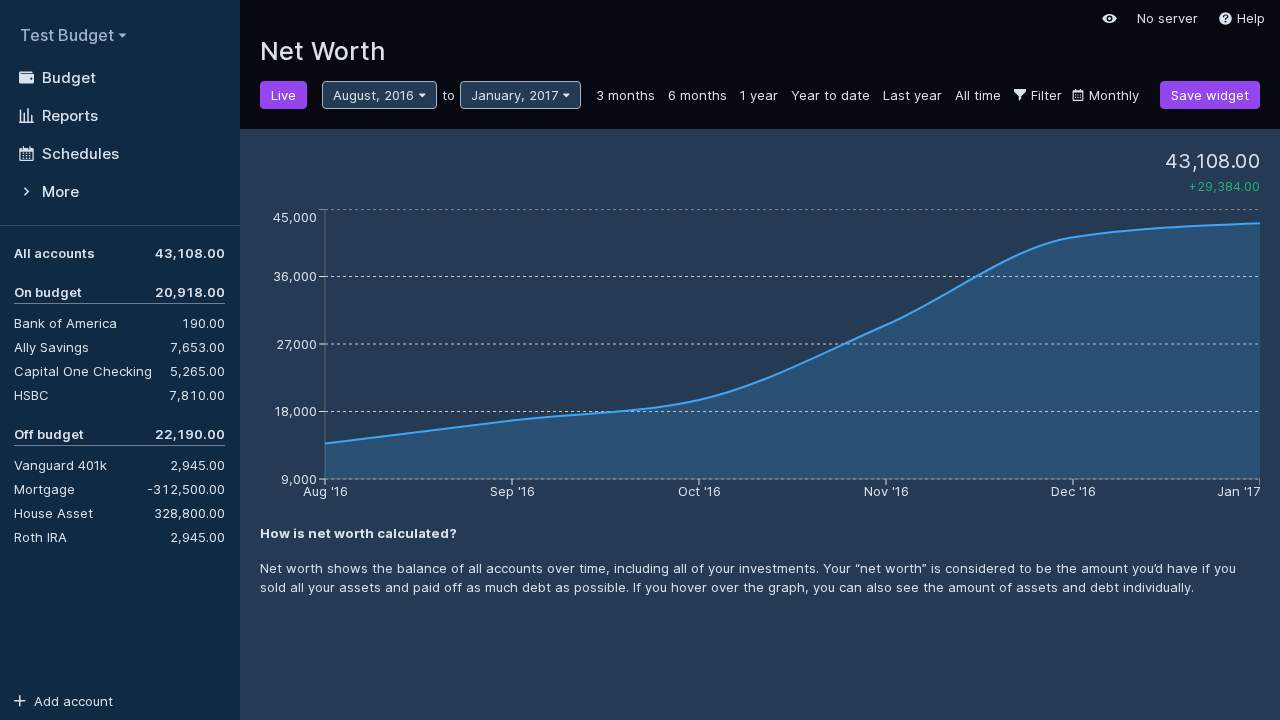 Test Budget
Budget
Reports
Schedules
More
All accounts 43,108.00
On budget 20,918.00
Bank of America 190.00
Ally Savings 7,653.00
Capital One Checking 5,265.00
HSBC 7,810.00
Off budget 22,190.00
Vanguard 401k 2,945.00
Mortgage -312,500.00
House Asset 328,800.00
Roth IRA 2,945.00
Add account
No server Help
Net Worth
Live August, 2016 to January, 2017 3 months 6 months 1 year Year to date Last year All time Filter Monthly Save widget
43,108.00
+29,384.00
45,000
36,000
27,000
18,000
9,000
Aug '16 Sep '16 Oct '16 Nov '16 Dec '16 Jan '17
How is net worth calculated?
Net worth shows the balance of all accounts over time, including all of your investments. Your “net worth” is considered to be the amount you’d have if you
sold all your assets and paid off as much debt as possible. If you hover over the graph, you can also see the amount of assets and debt individually.